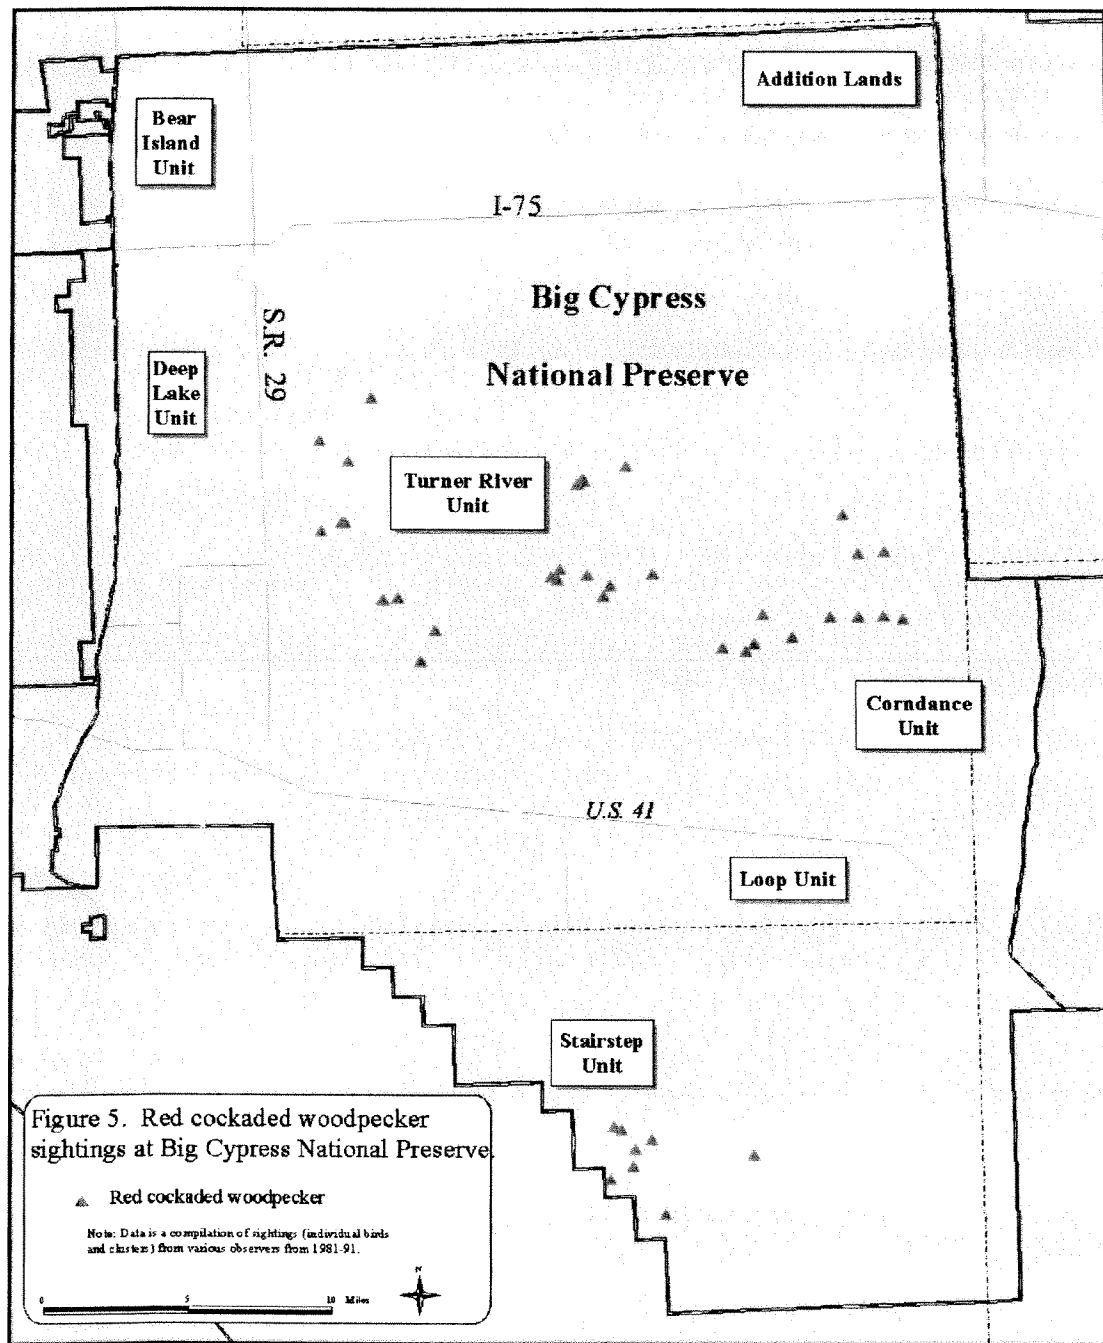 Addition Lands
Bear
Island
Unit
I-75
Big Cypress
National Preserve
S.R. 29
Deep
Lake
Unit
Turner River
Unit
Corndance
Unit
U.S. 41
Loop Unit
Stairstep
Unit
Figure 5. Red cockaded woodpecker
sightings at Big Cypress National Preserve.
Red cockaded woodpecker
Note: Data is a compilation of sightings (individual birds
and clusters) from various observers from 1981-91.
N
0 5 10 Miles